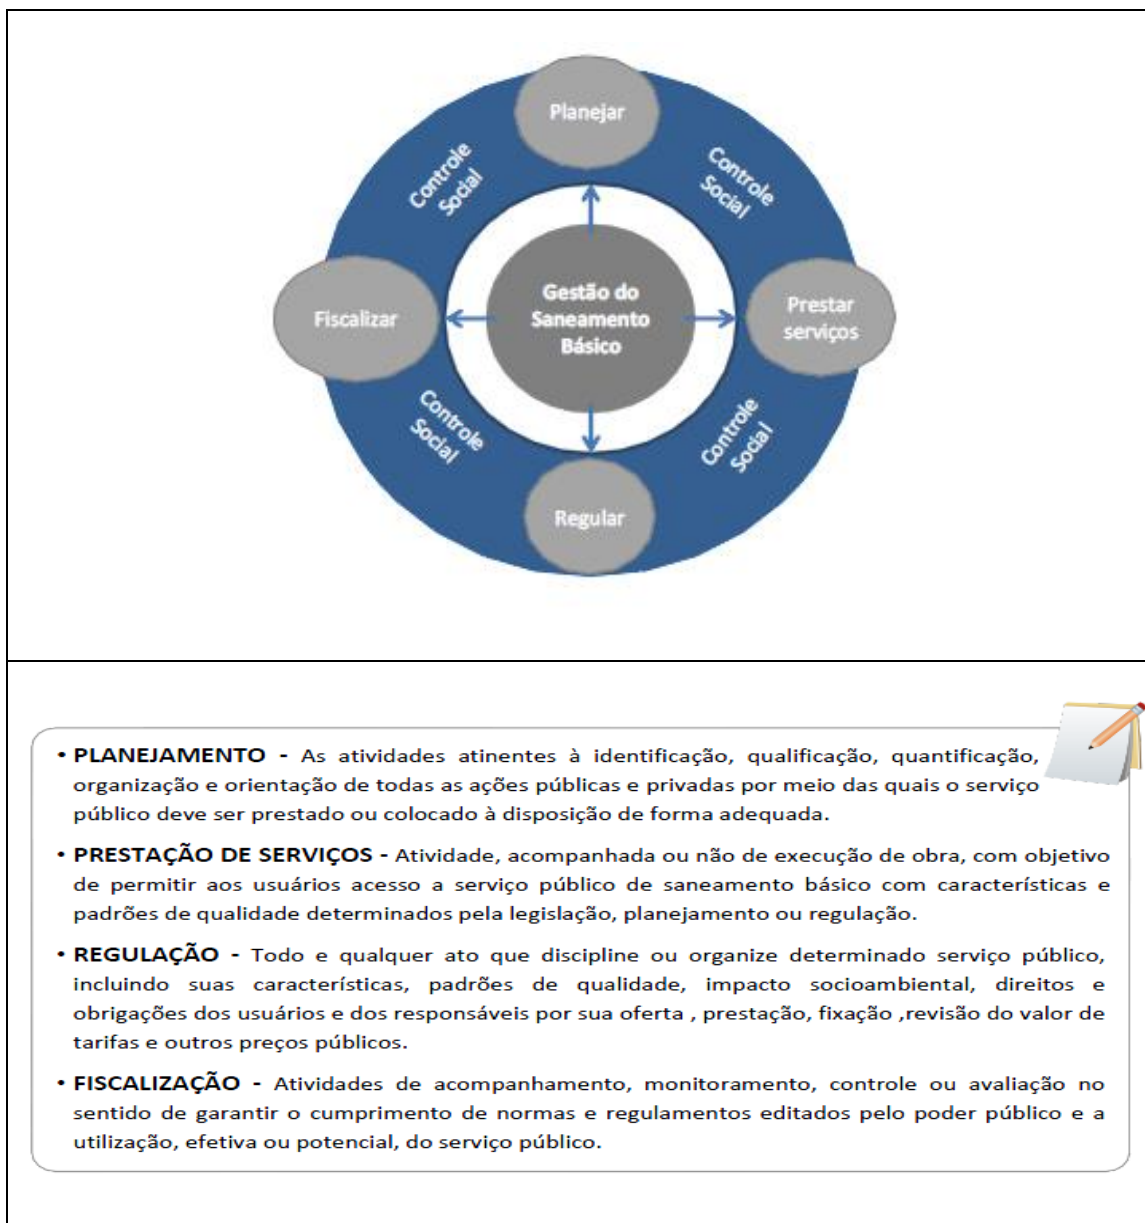 Planejar
Controle
Social
Controle
Social
Fiscalizar
Gestão do
Saneamento
Básico
Prestar
serviços
Controle
Social
Controle
Social
Regular
• PLANEJAMENTO - As atividades atinentes à identificação, qualificação, quantificação,
organização e orientação de todas as ações públicas e privadas por meio das quais o serviço
público deve ser prestado ou colocado à disposição de forma adequada.
• PRESTAÇÃO DE SERVIÇOS - Atividade, acompanhada ou não de execução de obra, com objetivo
de permitir aos usuários acesso a serviço público de saneamento básico com características e
padrões de qualidade determinados pela legislação, planejamento ou regulação.
• REGULAÇÃO - Todo e qualquer ato que discipline ou organize determinado serviço público,
incluindo suas características, padrões de qualidade, impacto socioambiental, direitos e
obrigações dos usuários e dos responsáveis por sua oferta , prestação, fixação ,revisão do valor de
tarifas e outros preços públicos.
• FISCALIZAÇÃO - Atividades de acompanhamento, monitoramento, controle ou avaliação no
sentido de garantir o cumprimento de normas e regulamentos editados pelo poder público e a
utilização, efetiva ou potencial, do serviço público.